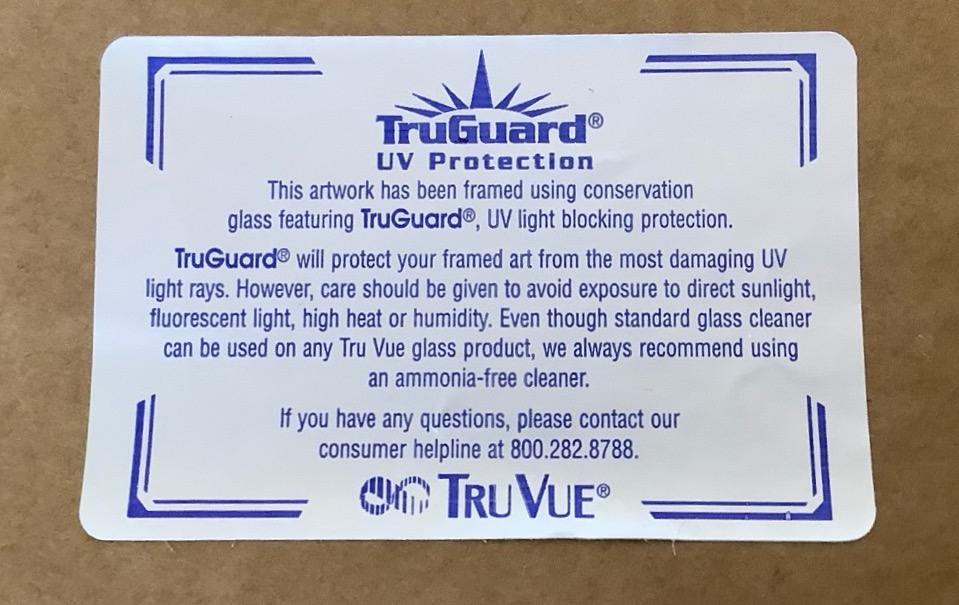 TruGuard®
UV Protection
This artwork has been framed using conservation
glass featuring TruGuard®, UV light blocking protection.
TruGuard® will protect your framed art from the most damaging UV
light rays. However, care should be given to avoid exposure to direct sunlight,
fluorescent light, high heat or humidity. Even though standard glass cleaner
can be used on any Tru Vue glass product, we always recommend using
an ammonia-free cleaner.
If you have any questions, please contact our
consumer helpline at 800.282.8788.
TRU VUE®